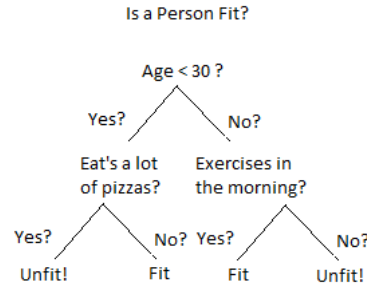 Is a Person Fit?
Age < 30 ?
Yes?
No?
Eat's a lot
of pizzas?
Exercises in
the morning?
Yes?
No?
Yes?
No?
Unfit!
Fit
Fit
Unfit!